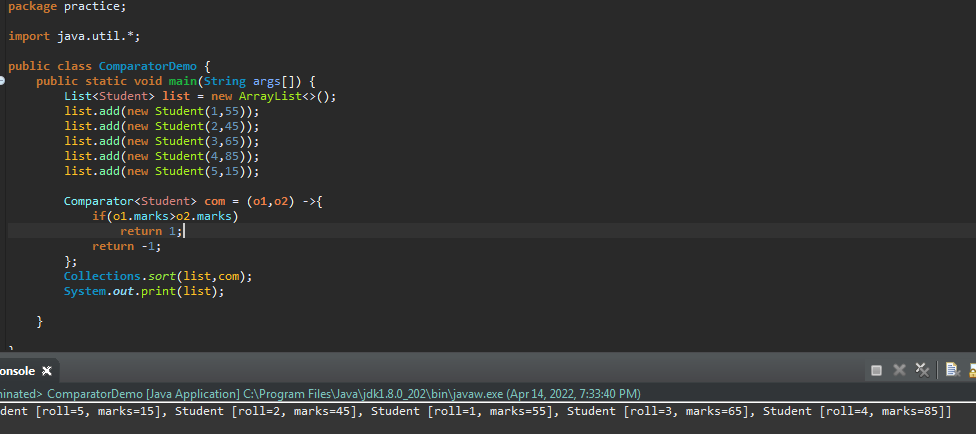 package practice;
import java.util.*;
public class ComparatorDemo {
public static void main(String args[]) {
List<Student> list = new ArrayList<>();
list.add(new Student(1,55));
list.add(new Student(2,45));
list.add(new Student(3,65));
list.add(new Student(4,85));
list.add(new Student(5,15));
Comparator<Student> com = (o1,o2) ->{
if(o1.marks>o2.marks)
return 1;
return -1;
};
Collections.sort(list,com);
System.out.print(list);
}
}
onsole
minated> ComparatorDemo [Java Application] C:\Program Files\Java\jdk1.8.0_202\bin\javaw.exe (Apr 14, 2022, 7:33:40 PM)
dent [roll=5, marks=15], Student [roll=2, marks=45], Student [roll=1, marks=55], Student [roll=3, marks=65], Student [roll=4, marks=85]]